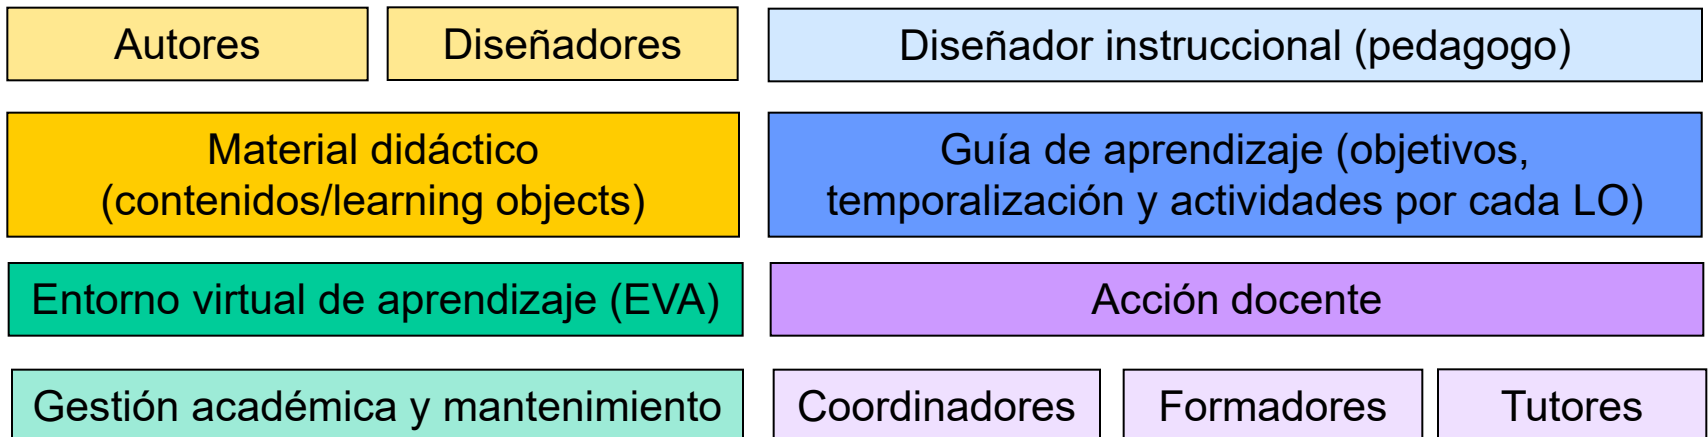 Autores
Diseñadores
Diseñador instruccional (pedagogo)
Material didáctico
(contenidos/learning objects)
Guía de aprendizaje (objetivos,
temporalización y actividades por cada LO)
Entorno virtual de aprendizaje (EVA)
Acción docente
Gestión académica y mantenimiento
Coordinadores
Formadores
Tutores